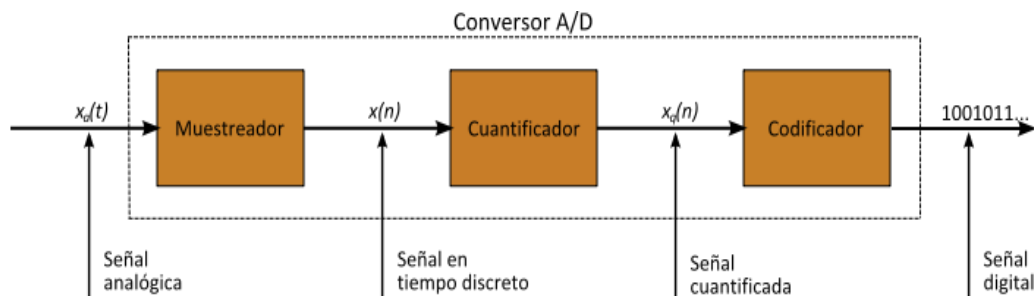 Conversor A/D
xa(t)
Muestreador
x(n)
Cuantificador
xq(n)
Codificador
1001011...
Señal
analógica
Señal en
tiempo discreto
Señal
cuantificada
Señal
digital